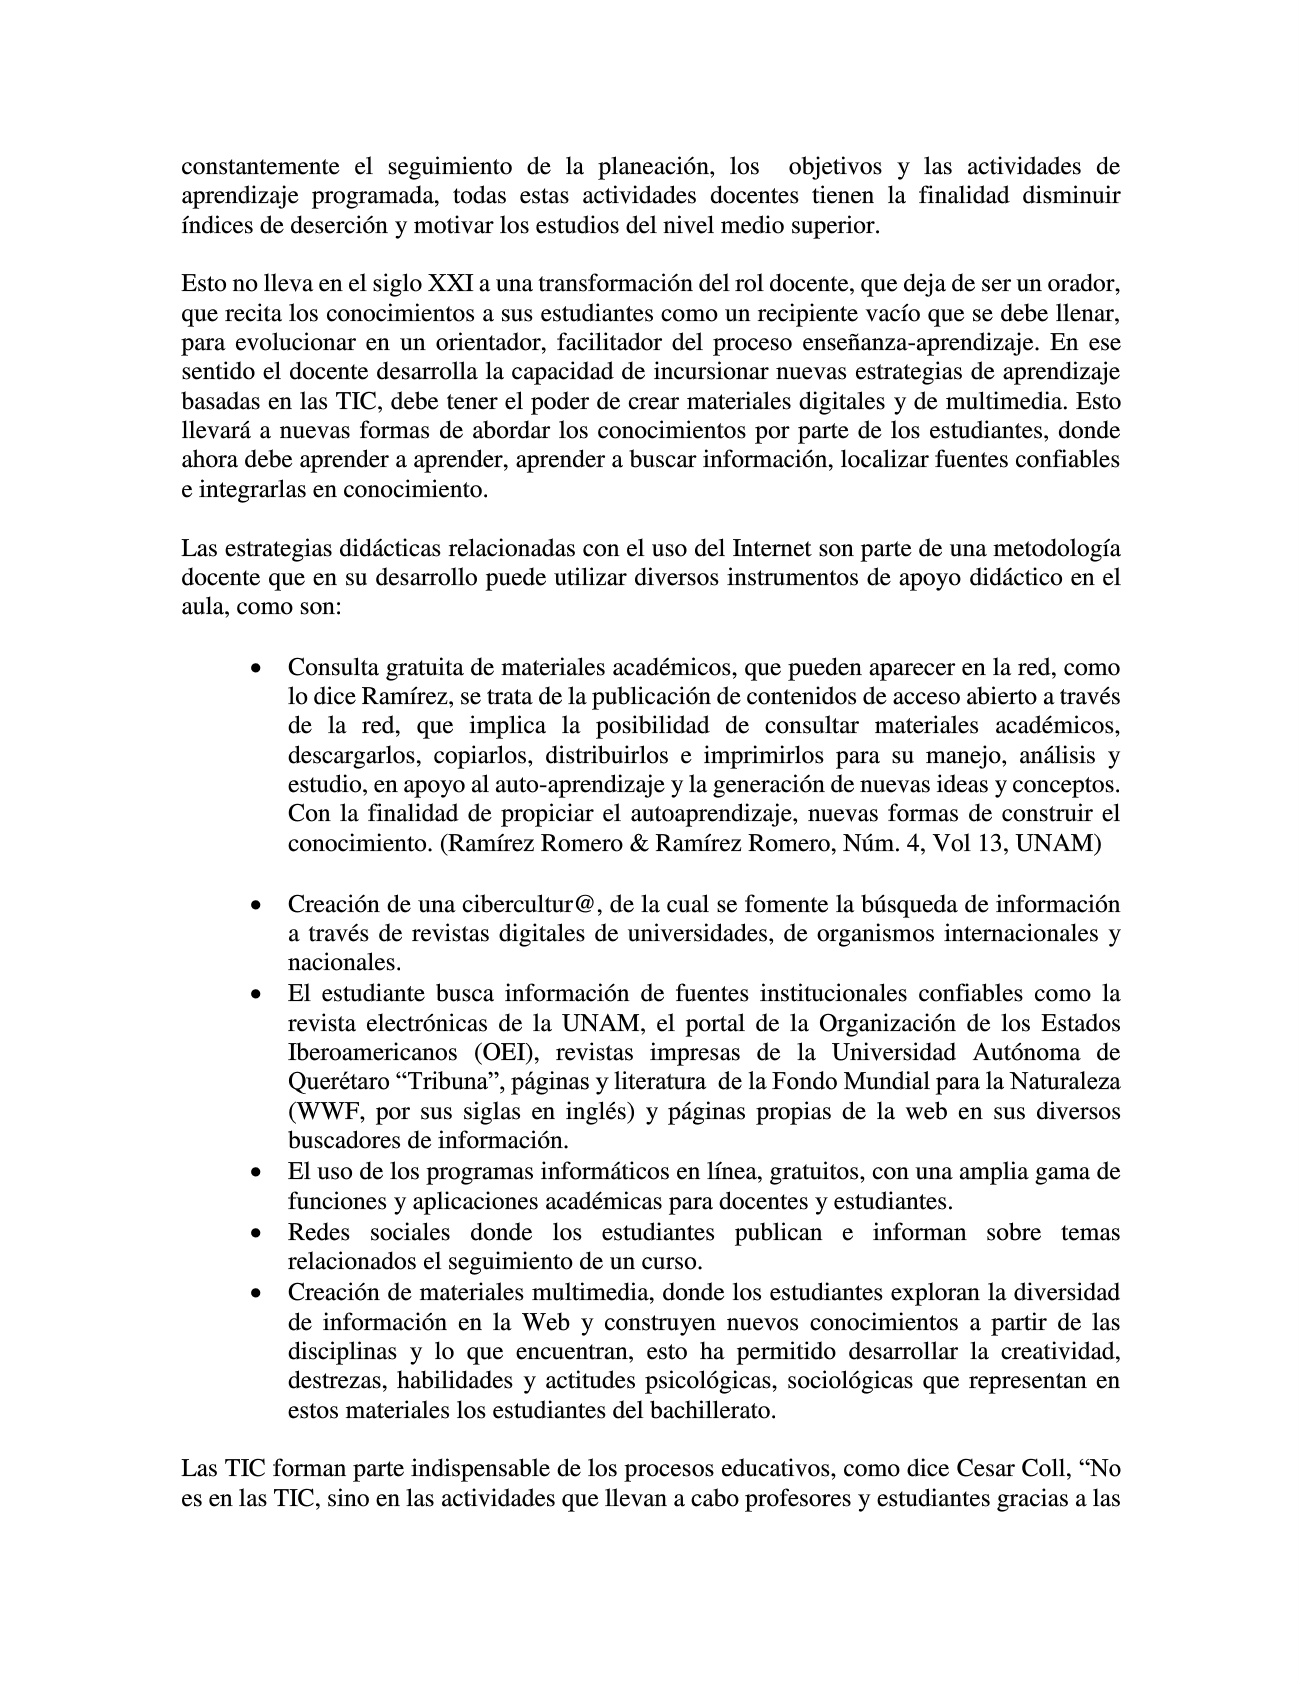 constantemente el seguimiento de la planeación, los  objetivos y las actividades de
aprendizaje programada, todas estas actividades docentes tienen la finalidad disminuir
índices de deserción y motivar los estudios del nivel medio superior.
Esto no lleva en el siglo XXI a una transformación del rol docente, que deja de ser un orador,
que recita los conocimientos a sus estudiantes como un recipiente vacío que se debe llenar,
para evolucionar en un orientador, facilitador del proceso enseñanza-aprendizaje. En ese
sentido el docente desarrolla la capacidad de incursionar nuevas estrategias de aprendizaje
basadas en las TIC, debe tener el poder de crear materiales digitales y de multimedia. Esto
llevará a nuevas formas de abordar los conocimientos por parte de los estudiantes, donde
ahora debe aprender a aprender, aprender a buscar información, localizar fuentes confiables
e integrarlas en conocimiento.
Las estrategias didácticas relacionadas con el uso del Internet son parte de una metodología
docente que en su desarrollo puede utilizar diversos instrumentos de apoyo didáctico en el
aula, como son:
• Consulta gratuita de materiales académicos, que pueden aparecer en la red, como
lo dice Ramírez, se trata de la publicación de contenidos de acceso abierto a través
de la red, que implica la posibilidad de consultar materiales académicos,
descargarlos, copiarlos, distribuirlos e imprimirlos para su manejo, análisis y
estudio, en apoyo al auto-aprendizaje y la generación de nuevas ideas y conceptos.
Con la finalidad de propiciar el autoaprendizaje, nuevas formas de construir el
conocimiento. (Ramírez Romero & Ramírez Romero, Núm. 4, Vol 13, UNAM)
• Creación de una cibercultur@, de la cual se fomente la búsqueda de información
a través de revistas digitales de universidades, de organismos internacionales y
nacionales.
• El estudiante busca información de fuentes institucionales confiables como la
revista electrónicas de la UNAM, el portal de la Organización de los Estados
Iberoamericanos (OEI), revistas impresas de la Universidad Autónoma de
Querétaro “Tribuna”, páginas y literatura  de la Fondo Mundial para la Naturaleza
(WWF, por sus siglas en inglés) y páginas propias de la web en sus diversos
buscadores de información.
• El uso de los programas informáticos en línea, gratuitos, con una amplia gama de
funciones y aplicaciones académicas para docentes y estudiantes.
• Redes sociales donde los estudiantes publican e informan sobre temas
relacionados el seguimiento de un curso.
• Creación de materiales multimedia, donde los estudiantes exploran la diversidad
de información en la Web y construyen nuevos conocimientos a partir de las
disciplinas y lo que encuentran, esto ha permitido desarrollar la creatividad,
destrezas, habilidades y actitudes psicológicas, sociológicas que representan en
estos materiales los estudiantes del bachillerato.
Las TIC forman parte indispensable de los procesos educativos, como dice Cesar Coll, “No
es en las TIC, sino en las actividades que llevan a cabo profesores y estudiantes gracias a las